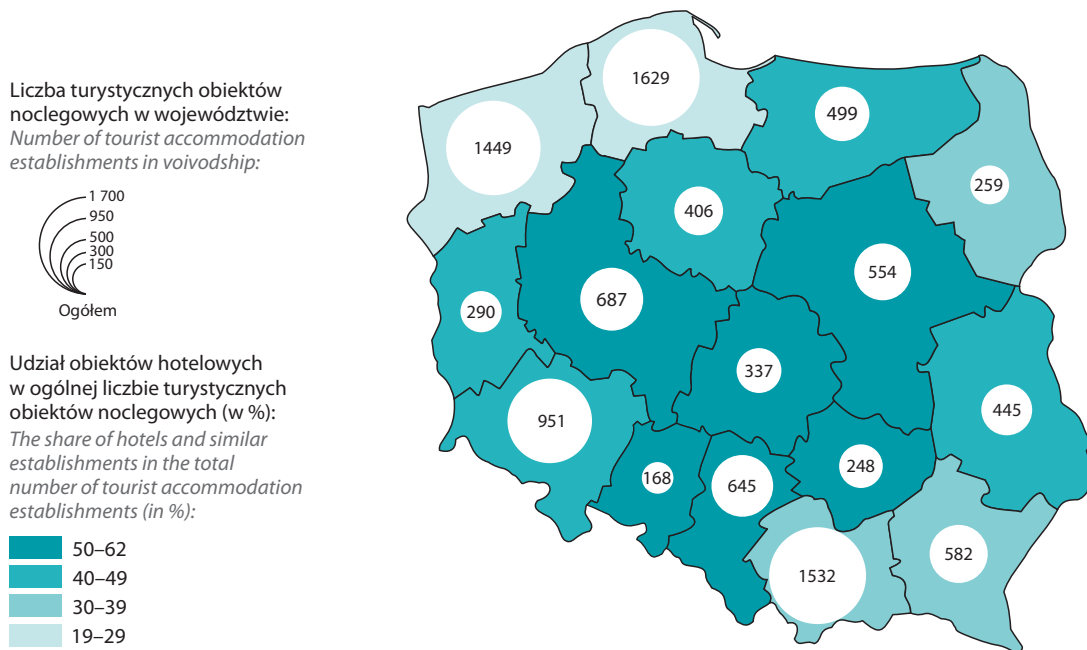 Liczba turystycznych obiektów
noclegowych w województwie:
Number of tourist accommodation
establishments in voivodship:
1 700
950
500
300
150
Ogółem
Udział obiektów hotelowych
w ogólnej liczbie turystycznych
obiektów noclegowych (w %):
The share of hotels and similar
establishments in the total
number of tourist accommodation
establishments (in %):
50–62
40–49
30–39
19–29
1629
499
1449
259
406
554
687
290
337
445
951
248
168
645
582
1532